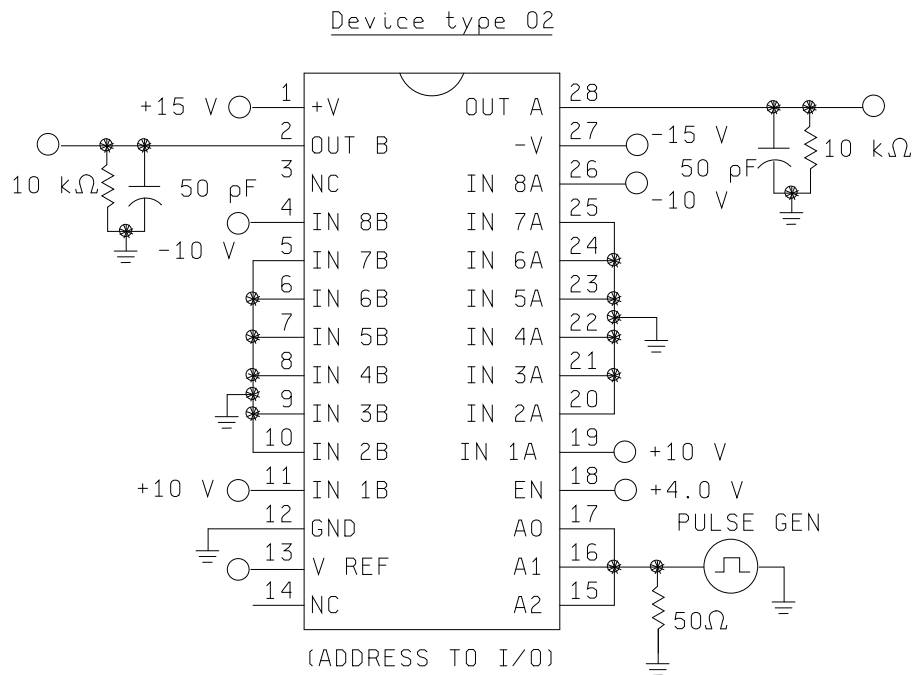 Device type 02
1 +V OUT A 28
+15 V
2 OUT B -V 27
-15 V
10 kΩ 50 pF
3 NC IN 8A 26
-10 V
50 pF 10 kΩ
4 IN 8B IN 7A 25
-10 V
5 IN 7B IN 6A 24
6 IN 6B IN 5A 23
7 IN 5B IN 4A 22
8 IN 4B IN 3A 21
9 IN 3B IN 2A 20
10 IN 2B IN 1A 19
+10 V
+10 V
11 IN 1B EN 18
+4.0 V
12 GND A0 17
PULSE GEN
13 V REF A1 16
14 NC A2 15
50Ω
(ADDRESS TO I/O)